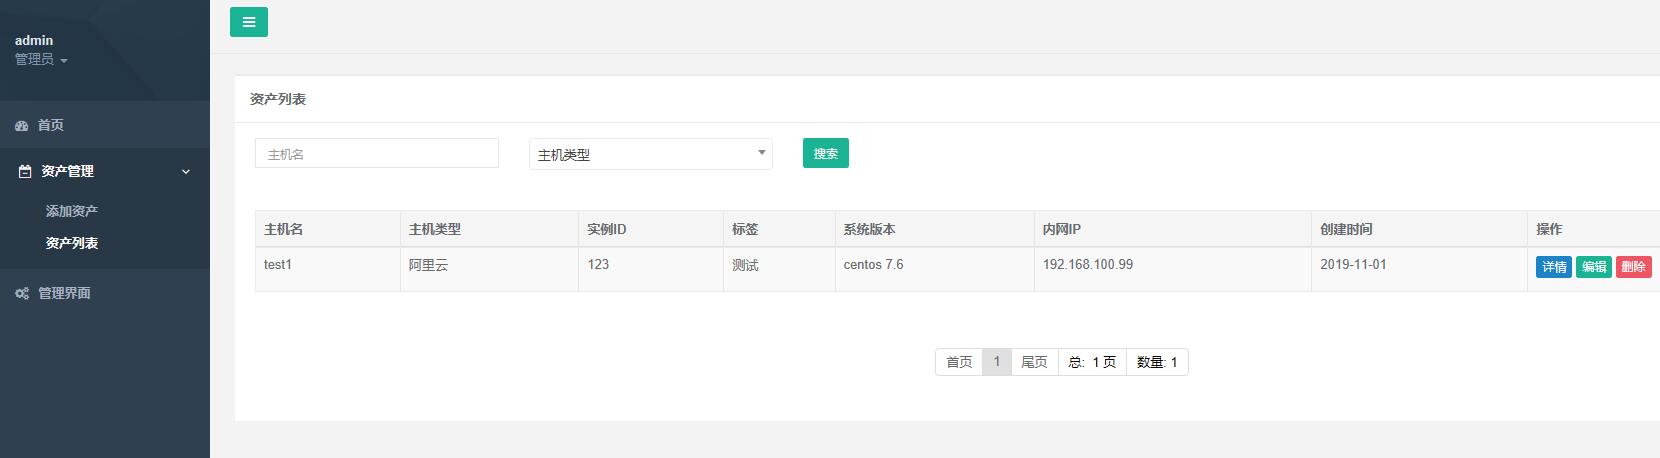 admin
管理员
首页
资产管理
添加资产
资产列表
管理界面
资产列表
主机名 主机类型 搜索
主机名 主机类型 实例ID 标签 系统版本 内网IP 创建时间 操作
test1 阿里云 123 测试 centos 7.6 192.168.100.99 2019-11-01 详情 编辑 删除
首页 1 尾页 总: 1 页 数量: 1